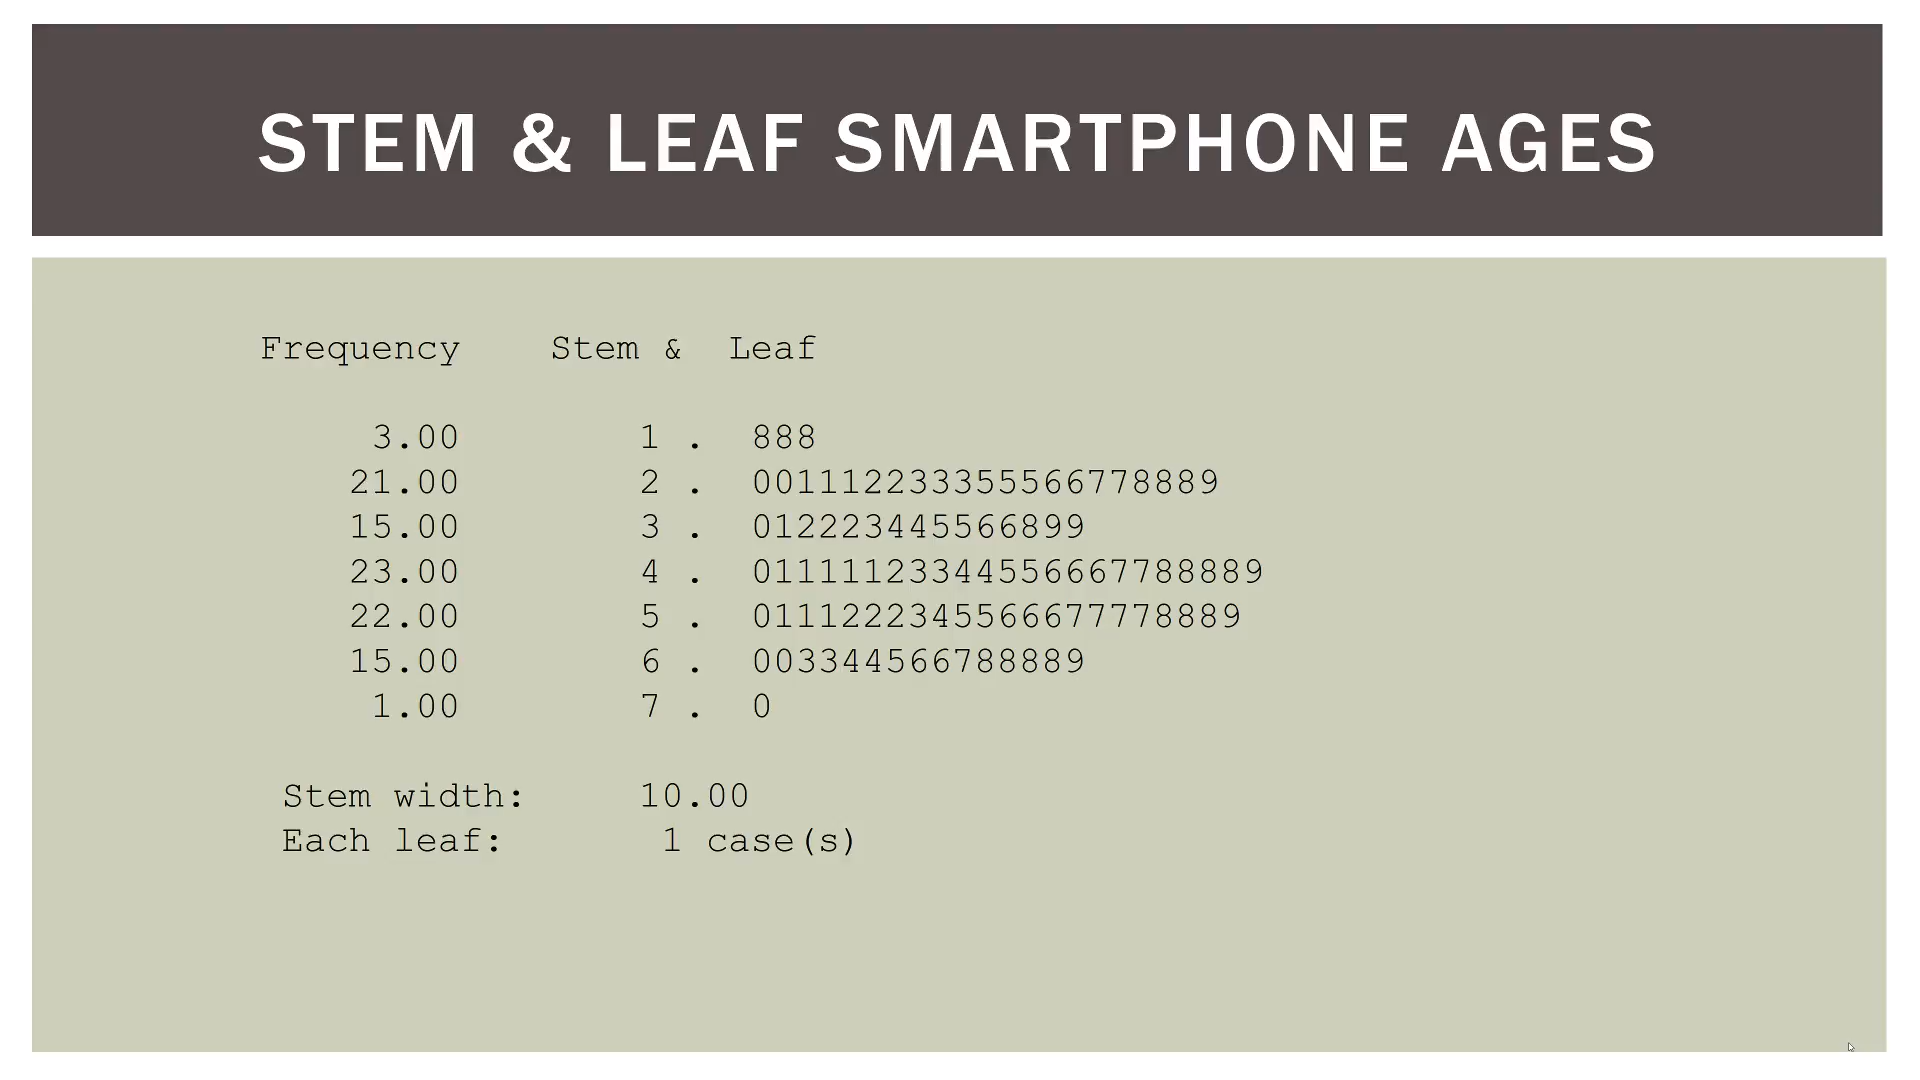 STEM & LEAF SMARTPHONE AGES
Frequency Stem & Leaf
3.00 1 . 888
21.00 2 . 001112233355566778889
15.00 3 . 012223445566899
23.00 4 . 01111123344556667788889
22.00 5 . 0111222345566677778889
15.00 6 . 003344566788889
1.00 7 . 0
Stem width: 10.00
Each leaf: 1 case(s)